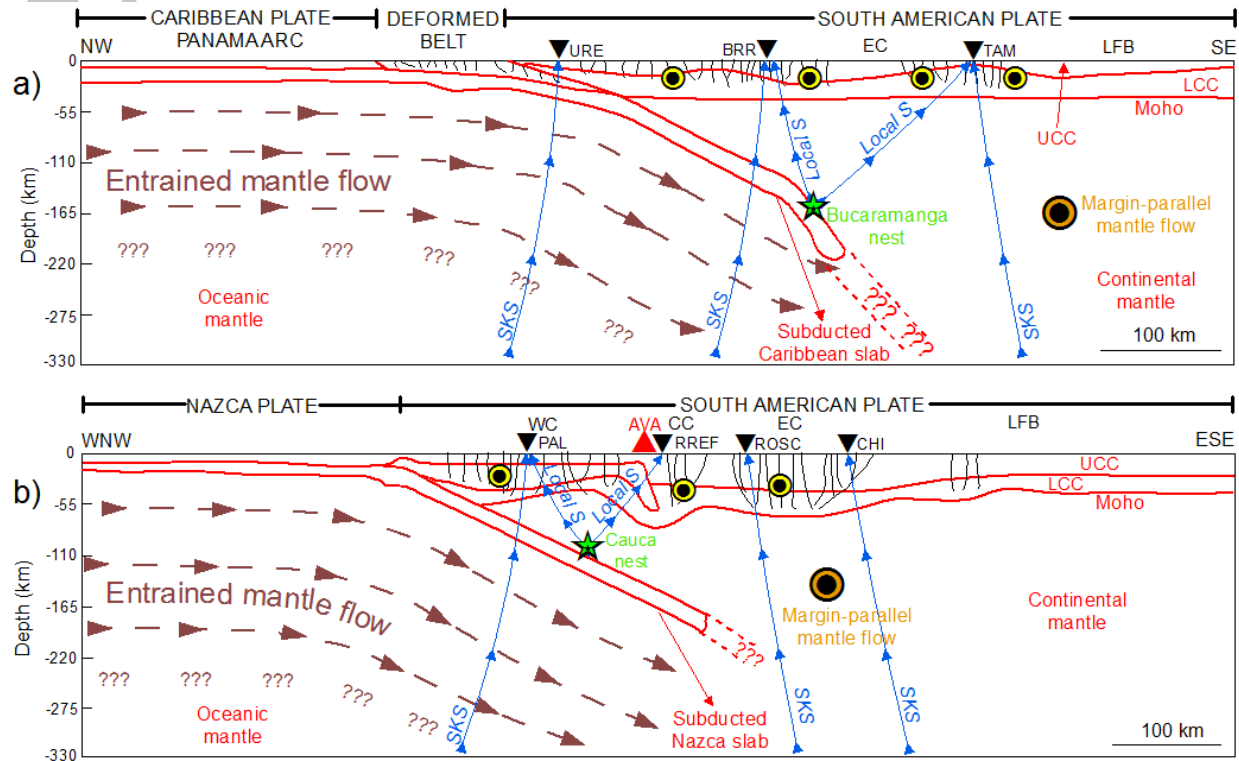 CARIBBEAN PLATE
PANAMA ARC
DEFORMED
BELT
SOUTH AMERICAN PLATE
NW
URE
BRR
EC
TAM
LFB
SE
a)
0
-55
-110
-165
-220
-275
-330
Depth (km)
LCC
Moho
UCC
Local S
Local S
Entrained mantle flow
Bucaramanga
nest
Margin-parallel
mantle flow
??? ??? ??? ??? ??? ???
Oceanic
mantle
??? ???
Continental
mantle
SKS
SKS
SKS
Subducted
Caribbean slab
100 km
NAZCA PLATE
SOUTH AMERICAN PLATE
WNW
WC
PAL
AVA
CC
RREF
EC
ROSC
CHI
LFB
ESE
b)
0
-55
-110
-165
-220
-275
-330
Depth (km)
UCC
LCC
Moho
Local S
Local S
Cauca
nest
Entrained mantle flow
Margin-parallel
mantle flow
Continental
mantle
???
??? ??? ??? ??? ???
Oceanic
mantle
SKS
SKS
SKS
Subducted
Nazca slab
100 km